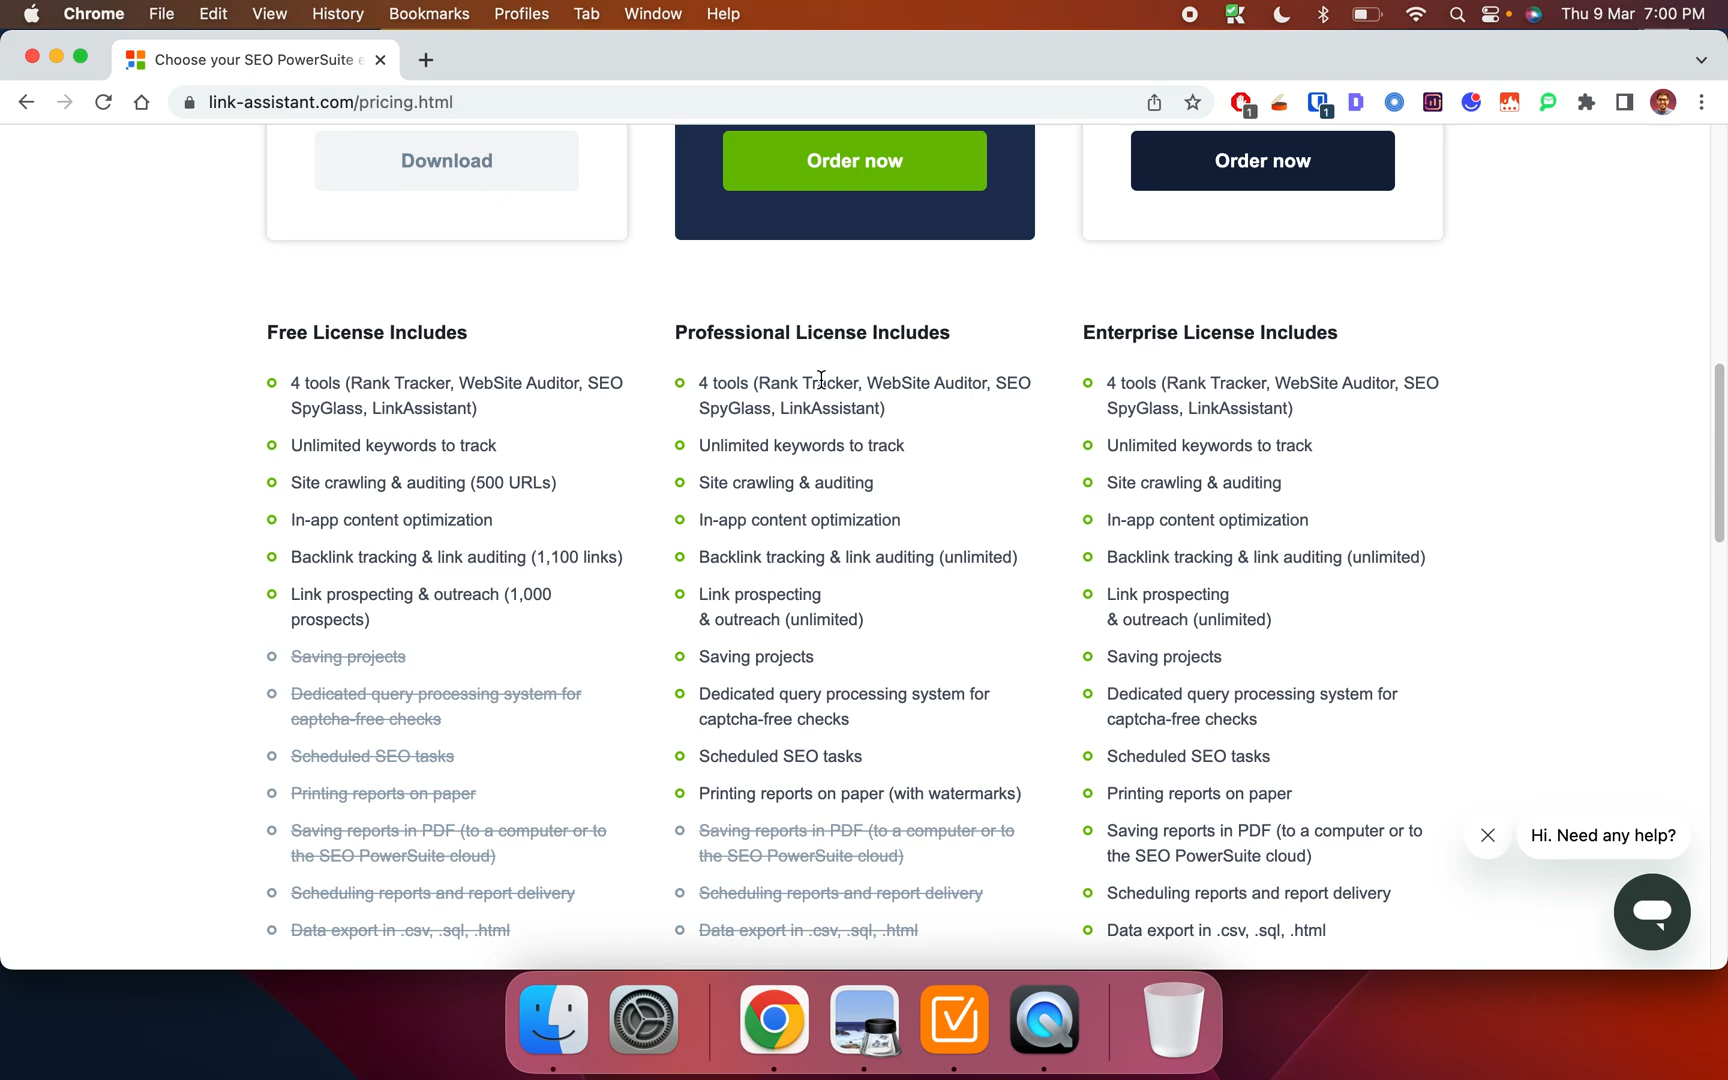 Chrome File Edit View History Bookmarks Profiles Tab Window Help Thu 9 Mar 7:00 PM
Choose your SEO PowerSuite e
link-assistant.com/pricing.html
1 1
Download
Order now
Order now
Free License Includes
4 tools (Rank Tracker, WebSite Auditor, SEO
SpyGlass, LinkAssistant)
Unlimited keywords to track
Site crawling & auditing (500 URLs)
In-app content optimization
Backlink tracking & link auditing (1,100 links)
Link prospecting & outreach (1,000
prospects)
Saving projects
Dedicated query processing system for
captcha-free checks
Scheduled SEO tasks
Printing reports on paper
Saving reports in PDF (to a computer or to
the SEO PowerSuite cloud)
Scheduling reports and report delivery
Data export in .csv, .sql, .html
Professional License Includes
4 tools (Rank Tracker, WebSite Auditor, SEO
SpyGlass, LinkAssistant)
Unlimited keywords to track
Site crawling & auditing
In-app content optimization
Backlink tracking & link auditing (unlimited)
Link prospecting
& outreach (unlimited)
Saving projects
Dedicated query processing system for
captcha-free checks
Scheduled SEO tasks
Printing reports on paper (with watermarks)
Saving reports in PDF (to a computer or to
the SEO PowerSuite cloud)
Scheduling reports and report delivery
Data export in .csv, .sql, .html
Enterprise License Includes
4 tools (Rank Tracker, WebSite Auditor, SEO
SpyGlass, LinkAssistant)
Unlimited keywords to track
Site crawling & auditing
In-app content optimization
Backlink tracking & link auditing (unlimited)
Link prospecting
& outreach (unlimited)
Saving projects
Dedicated query processing system for
captcha-free checks
Scheduled SEO tasks
Printing reports on paper
Saving reports in PDF (to a computer or to
the SEO PowerSuite cloud)
Scheduling reports and report delivery
Data export in .csv, .sql, .html
Hi. Need any help?